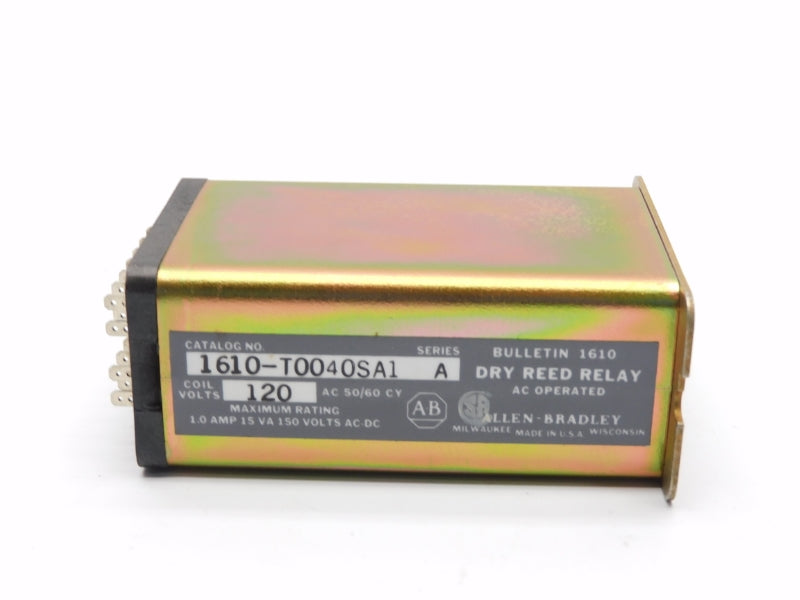 CATALOG NO. SERIES
1610-T0040SA1 A
COIL VOLTS 120 AC 50/60 CY
MAXIMUM RATING
1.0 AMP 15 VA 150 VOLTS AC-DC
AB
SA
BULLETIN 1610
DRY REED RELAY
AC OPERATED
ALLEN-BRADLEY
MILWAUKEE MADE IN U.S.A. WISCONSIN